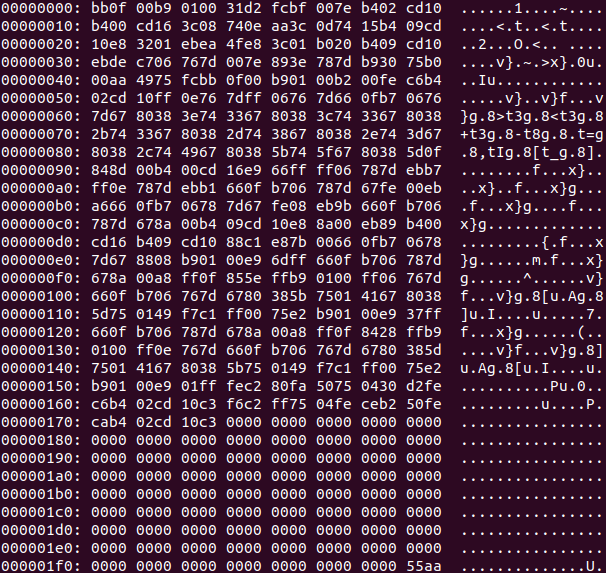 00000000: bb0f 00b9 0100 31d2 fcbf 007e b402 cd10  ......1....~....
00000010: b400 cd16 3c08 740e aa3c 0d74 15b4 09cd  ....<.t..<.t....
00000020: 10e8 3201 ebea 4fe8 3c01 b020 b409 cd10  ..2...O.<.. ....
00000030: ebde c706 767d 007e 893e 787d b930 75b0  ....v}.~.>x}.0u.
00000040: 00aa 4975 fcbb 0f00 b901 00b2 00fe c6b4  ..Iu............
00000050: 02cd 10ff 0e76 7dff 0676 7d66 0fb7 0676  .....v}..v}f...v
00000060: 7d67 8038 3e74 3367 8038 3c74 3367 8038  }g.8>t3g.8<t3g.8
00000070: 2b74 3367 8038 2d74 3867 8038 2e74 3d67  +t3g.8-t8g.8.t=g
00000080: 8038 2c74 4967 8038 5b74 5f67 8038 5d0f  .8,tIg.8[t_g.8].
00000090: 848d 00b4 00cd 16e9 66ff ff06 787d ebb7  ........f...x}..
000000a0: ff0e 787d ebb1 660f b706 787d 67fe 00eb  ..x}..f...x}g...
000000b0: a666 0fb7 0678 7d67 fe08 eb9b 660f b706  .f...x}g....f...
000000c0: 787d 678a 00b4 09cd 10e8 8a00 eb89 b400  x}g.............
000000d0: cd16 b409 cd10 88c1 e87b 0066 0fb7 0678  .........{.f...x
000000e0: 7d67 8808 b901 00e9 6dff 660f b706 787d  }g......m.f...x}
000000f0: 678a 00a8 ff0f 855e ffb9 0100 ff06 767d  g......^......v}
00000100: 660f b706 767d 6780 385b 7501 4167 8038  f...v}g.8[u.Ag.8
00000110: 5d75 0149 f7c1 ff00 75e2 b901 00e9 37ff  ]u.I....u.....7.
00000120: 660f b706 787d 678a 00a8 ff0f 8428 ffb9  f...x}g......(..
00000130: 0100 ff0e 767d 660f b706 767d 6780 385d  ....v}f...v}g.8]
00000140: 7501 4167 8038 5b75 0149 f7c1 ff00 75e2  u.Ag.8[u.I....u.
00000150: b901 00e9 01ff fec2 80fa 5075 0430 d2fe  ..........Pu.0..
00000160: c6b4 02cd 10c3 f6c2 ff75 04fe ceb2 50fe  .........u....P.
00000170: cab4 02cd 10c3 0000 0000 0000 0000 0000  ................
00000180: 0000 0000 0000 0000 0000 0000 0000 0000  ................
00000190: 0000 0000 0000 0000 0000 0000 0000 0000  ................
000001a0: 0000 0000 0000 0000 0000 0000 0000 0000  ................
000001b0: 0000 0000 0000 0000 0000 0000 0000 0000  ................
000001c0: 0000 0000 0000 0000 0000 0000 0000 0000  ................
000001d0: 0000 0000 0000 0000 0000 0000 0000 0000  ................
000001e0: 0000 0000 0000 0000 0000 0000 0000 0000  ................
000001f0: 0000 0000 0000 0000 0000 0000 0000 55aa  ..............U.